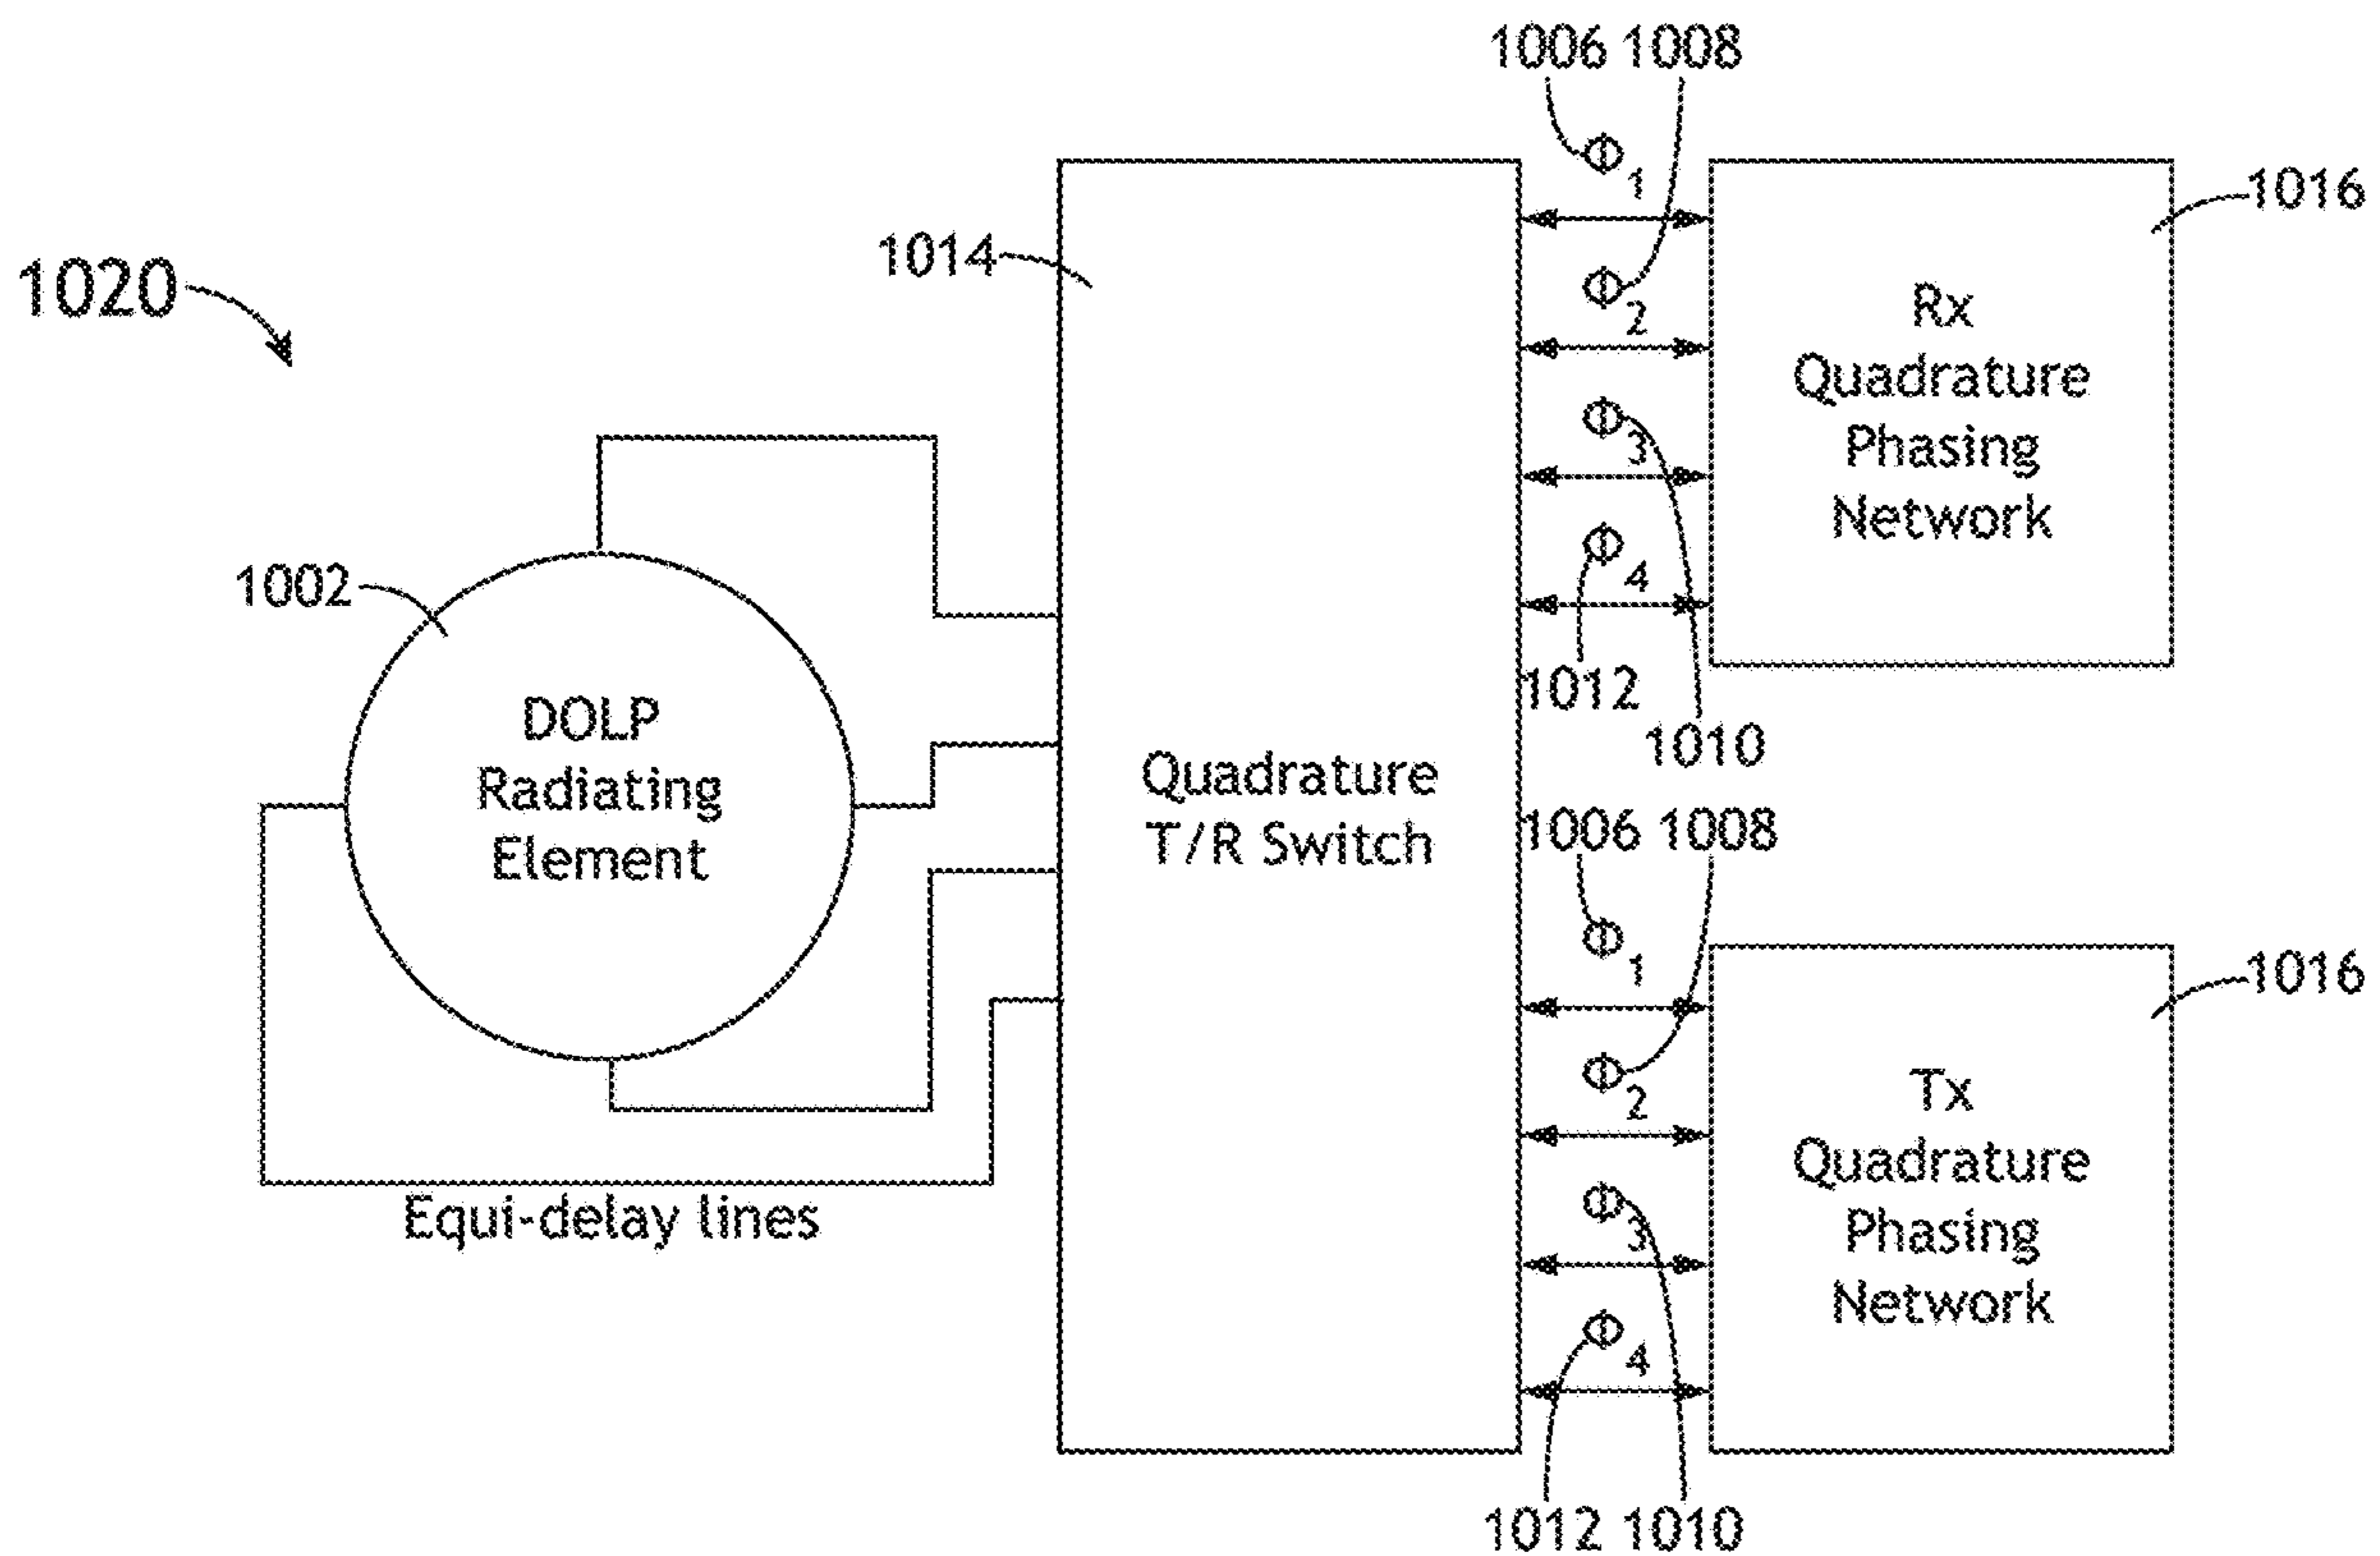 1006 1008
Φ1
1016
1014
1020
Φ2
Rx
Quadrature
Phasing
Network
Φ3
Φ4
1002
1012
1010
DOLP
Radiating
Element
Quadrature
T/R Switch
1006 1008
Φ1
1016
Φ2
Tx
Quadrature
Phasing
Network
Φ3
Equi-delay lines
Φ4
1012 1010